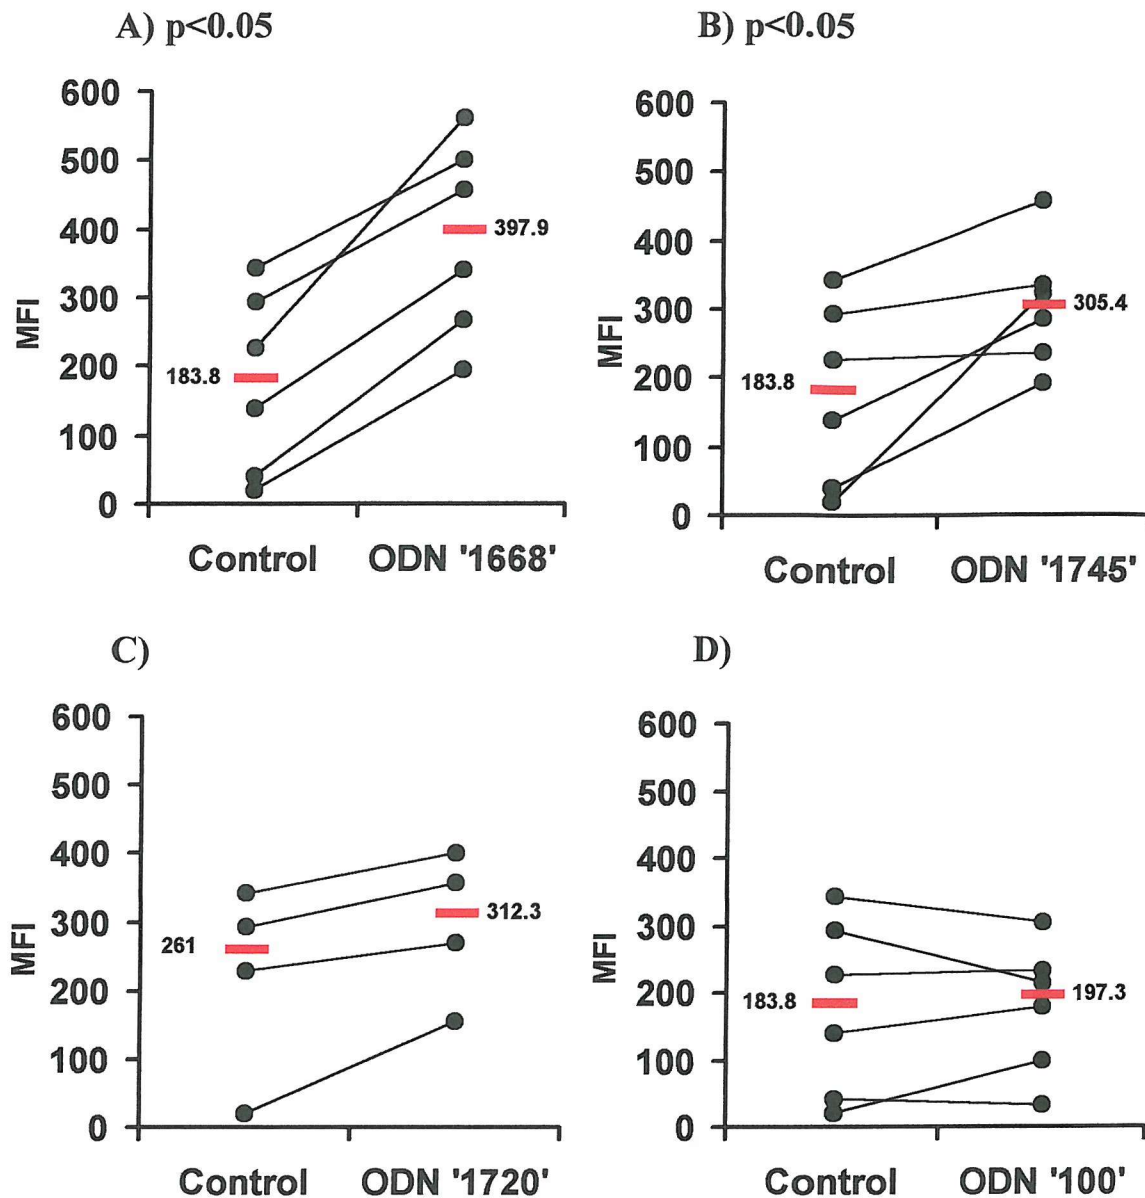 A) p<0.05
600
500
400
300
200
100
0
MFI
183.8
397.9
Control
ODN '1668'
B) p<0.05
600
500
400
300
200
100
0
MFI
183.8
305.4
Control
ODN '1745'
C)
600
500
400
300
200
100
0
MFI
261
312.3
Control
ODN '1720'
D)
600
500
400
300
200
100
0
MFI
183.8
197.3
Control
ODN '100'